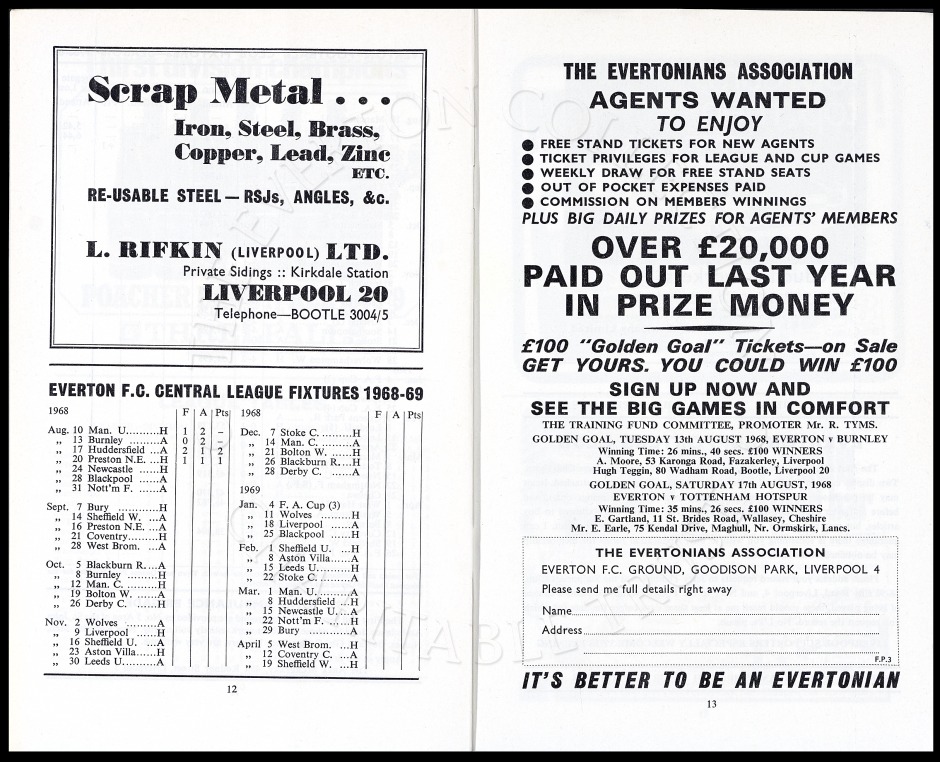 Scrap Metal . . .
Iron, Steel, Brass,
Copper, Lead, Zinc
ETC.
RE-USABLE STEEL — RSJs, ANGLES, &c.
L. RIFKIN (LIVERPOOL) LTD.
Private Sidings :: Kirkdale Station
LIVERPOOL 20
Telephone—BOOTLE 3004/5
EVERTON F.C. CENTRAL LEAGUE FIXTURES 1968-69
1968 F A Pts
Aug. 10 Man. U..........H 1 2 –
„ 13 Burnley ..........A 0 2 –
„ 17 Huddersfield ...A 2 1 2
„ 20 Preston N.E. ...H 1 1 1
„ 24 Newcastle ......H
„ 28 Blackpool ......A
„ 31 Nott'm F. ......A
Sept. 7 Bury ............H
„ 14 Sheffield W. ...A
„ 16 Preston N.E. ...A
„ 21 Coventry.........H
„ 28 West Brom. ...A
Oct. 5 Blackburn R....A
„ 8 Burnley .........H
„ 12 Man. C. .........H
„ 19 Bolton W. ......A
„ 26 Derby C. .........H
Nov. 2 Wolves .........A
„ 9 Liverpool ......H
„ 16 Sheffield U. ...A
„ 23 Aston Villa......H
„ 30 Leeds U..........A
1968 F A Pts
Dec. 7 Stoke C. .........H
„ 14 Man. C. .........A
„ 21 Bolton W. ......H
„ 26 Blackburn R....H
„ 28 Derby C. .........A
1969
Jan. 4 F. A. Cup (3)
„ 11 Wolves .........H
„ 18 Liverpool ......A
„ 25 Blackpool ......H
Feb. 1 Sheffield U. ...H
„ 8 Aston Villa......A
„ 15 Leeds U..........H
„ 22 Stoke C. .........A
Mar. 1 Man. U. .........A
„ 8 Huddersfield ...H
„ 15 Newcastle U....A
„ 22 Nott'm F. ......H
„ 29 Bury ............A
April 5 West Brom. ...H
„ 12 Coventry C. ...A
„ 19 Sheffield W. ...H
12
THE EVERTONIANS ASSOCIATION
AGENTS WANTED
TO ENJOY
● FREE STAND TICKETS FOR NEW AGENTS
● TICKET PRIVILEGES FOR LEAGUE AND CUP GAMES
● WEEKLY DRAW FOR FREE STAND SEATS
● OUT OF POCKET EXPENSES PAID
● COMMISSION ON MEMBERS WINNINGS
PLUS BIG DAILY PRIZES FOR AGENTS' MEMBERS
OVER £20,000
PAID OUT LAST YEAR
IN PRIZE MONEY
£100 "Golden Goal" Tickets—on Sale
GET YOURS. YOU COULD WIN £100
SIGN UP NOW AND
SEE THE BIG GAMES IN COMFORT
THE TRAINING FUND COMMITTEE, PROMOTER Mr. R. TYMS.
GOLDEN GOAL, TUESDAY 13th AUGUST 1968, EVERTON v BURNLEY
Winning Time: 26 mins., 40 secs. £100 WINNERS
A. Moore, 53 Karonga Road, Fazakerley, Liverpool
Hugh Teggin, 80 Wadham Road, Bootle, Liverpool 20
GOLDEN GOAL, SATURDAY 17th AUGUST, 1968
EVERTON v TOTTENHAM HOTSPUR
Winning Time: 35 mins., 26 secs. £100 WINNERS
E. Gartland, 11 St. Brides Road, Wallasey, Cheshire
Mr. E. Earle, 75 Kendal Drive, Maghull, Nr. Ormskirk, Lancs.
THE EVERTONIANS ASSOCIATION
EVERTON F.C. GROUND, GOODISON PARK, LIVERPOOL 4
Please send me full details right away
Name
Address
F.P.3
IT'S BETTER TO BE AN EVERTONIAN
13